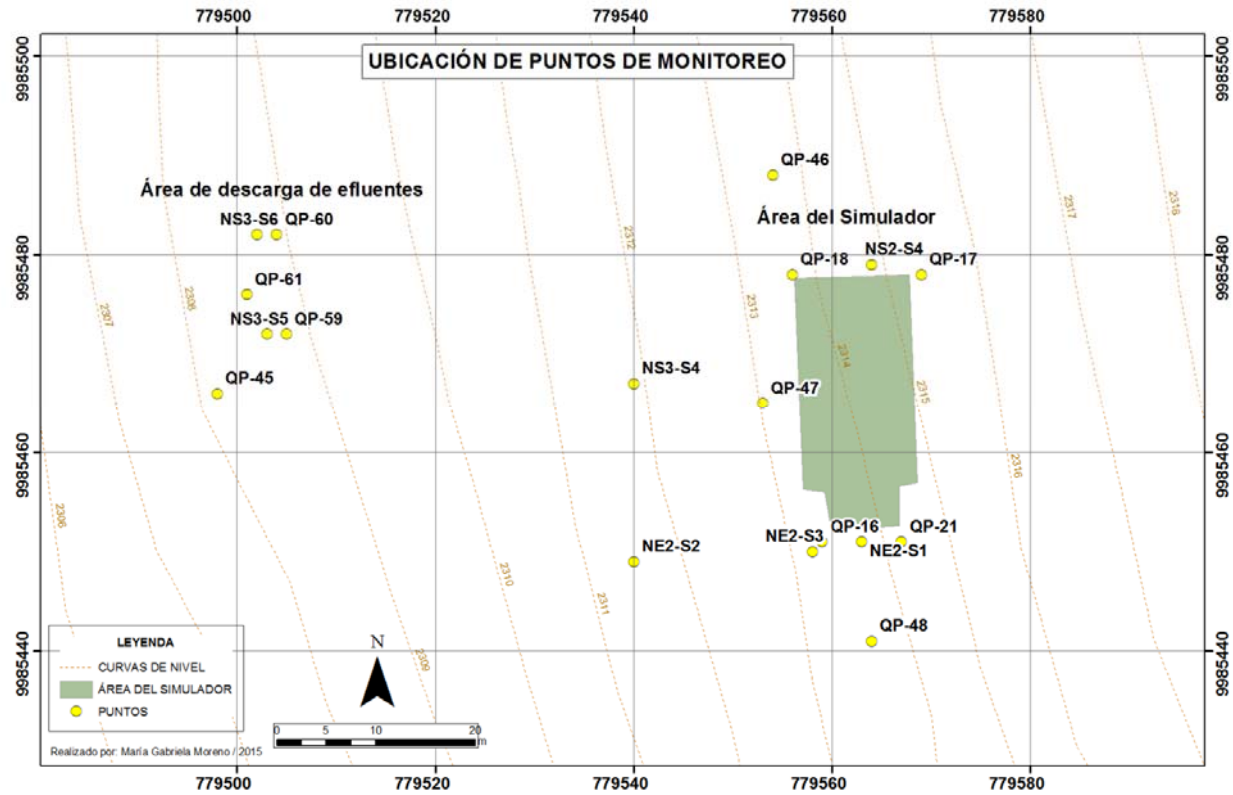 779500 779520 779540 779560 779580
UBICACIÓN DE PUNTOS DE MONITOREO
9985500 9985500
QP-46
Área de descarga de efluentes
Área del Simulador
NS3-S6 QP-60
NS2-S4
9985480 9985480
QP-18 QP-17
QP-61
NS3-S5 QP-59
QP-45
NS3-S4
QP-47
9985460 9985460
NE2-S3 QP-16 QP-21
NE2-S2 NE2-S1
QP-48
9985440 9985440
2306
2307
2308
2309
2310
2311
2312
2313
2314
2315
2316
2317
2318
LEYENDA
CURVAS DE NIVEL
ÁREA DEL SIMULADOR
PUNTOS
N
0 5 10 20
m
Realizado por: María Gabriela Moreno / 2015
779500 779520 779540 779560 779580